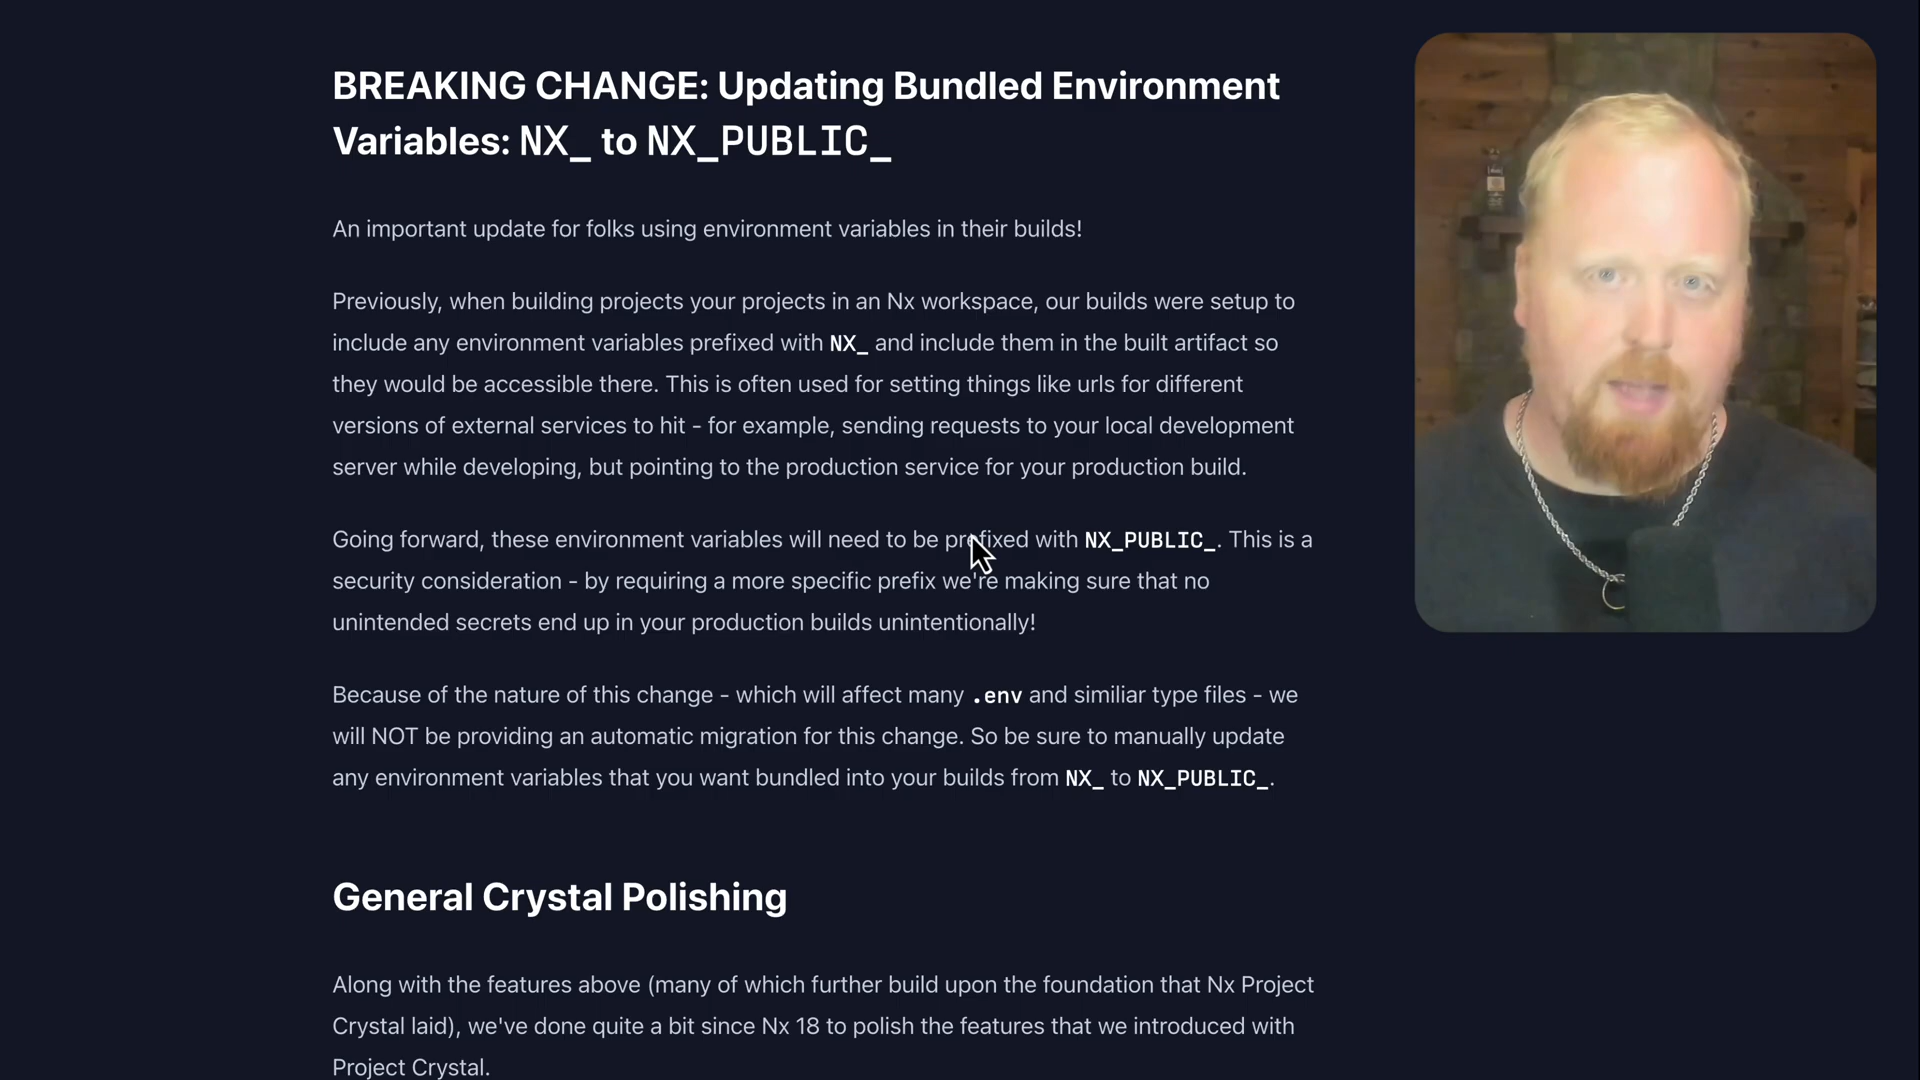 BREAKING CHANGE: Updating Bundled Environment
Variables: NX_ to NX_PUBLIC_
An important update for folks using environment variables in their builds!
Previously, when building projects your projects in an Nx workspace, our builds were setup to
include any environment variables prefixed with NX_ and include them in the built artifact so
they would be accessible there. This is often used for setting things like urls for different
versions of external services to hit - for example, sending requests to your local development
server while developing, but pointing to the production service for your production build.
Going forward, these environment variables will need to be prefixed with NX_PUBLIC_. This is a
security consideration - by requiring a more specific prefix we're making sure that no
unintended secrets end up in your production builds unintentionally!
Because of the nature of this change - which will affect many .env and similiar type files - we
will NOT be providing an automatic migration for this change. So be sure to manually update
any environment variables that you want bundled into your builds from NX_ to NX_PUBLIC_.
General Crystal Polishing
Along with the features above (many of which further build upon the foundation that Nx Project
Crystal laid), we've done quite a bit since Nx 18 to polish the features that we introduced with
Project Crystal.